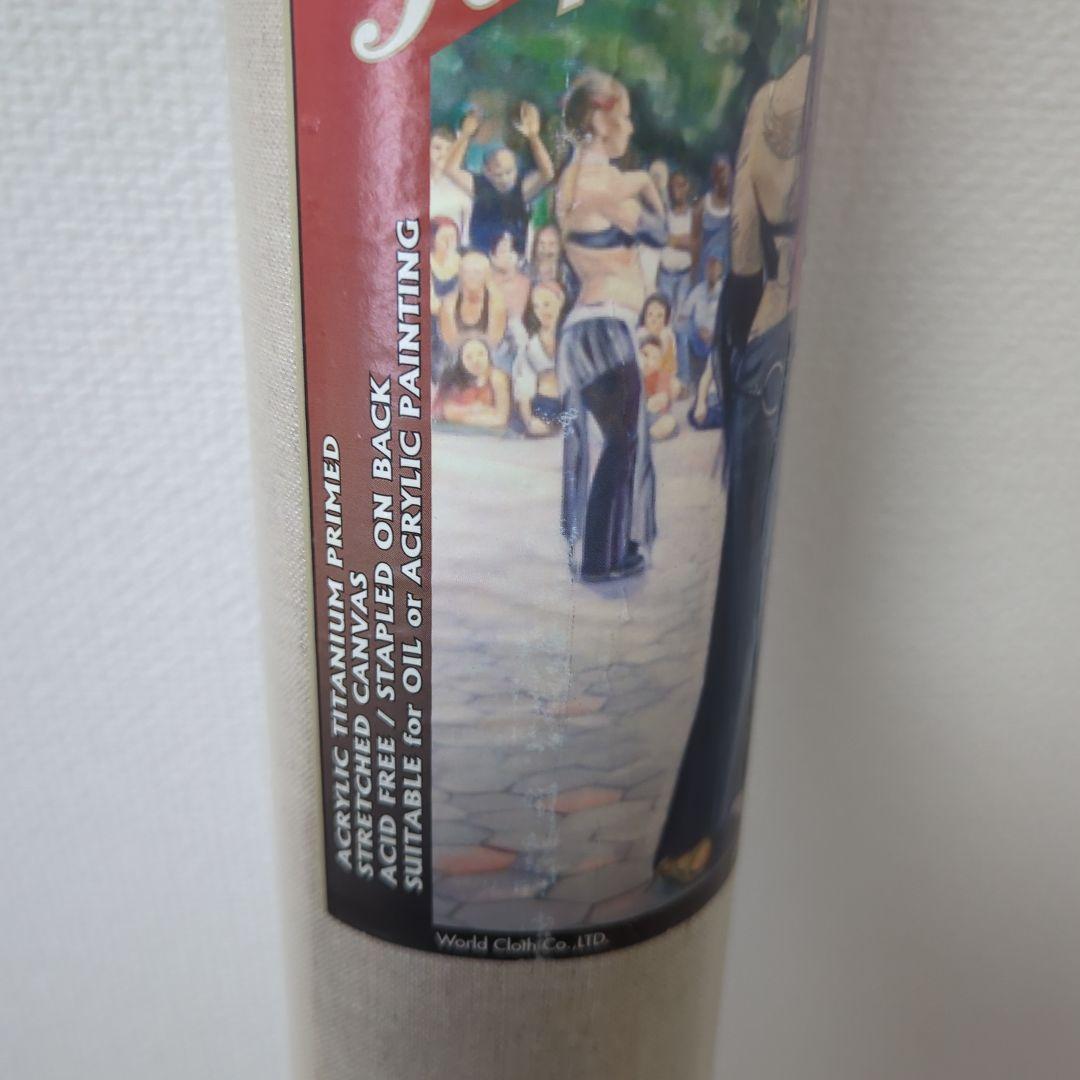 ACRYLIC TITANIUM PRIMED
STRETCHED CANVAS
ACID FREE / STAPLED ON BACK
SUITABLE for OIL or ACRYLIC PAINTING
World Cloth Co.,LTD.